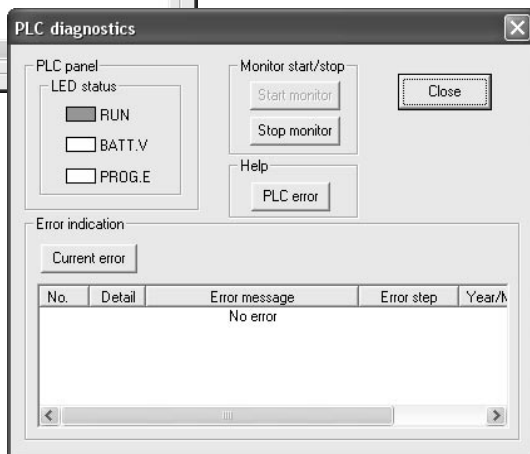 PLC diagnostics
PLC panel
LED status
RUN
BATT.V
PROG.E
Monitor start/stop
Start monitor
Stop monitor
Close
Help
PLC error
Error indication
Current error
No. Detail Error message Error step Year/M
No error